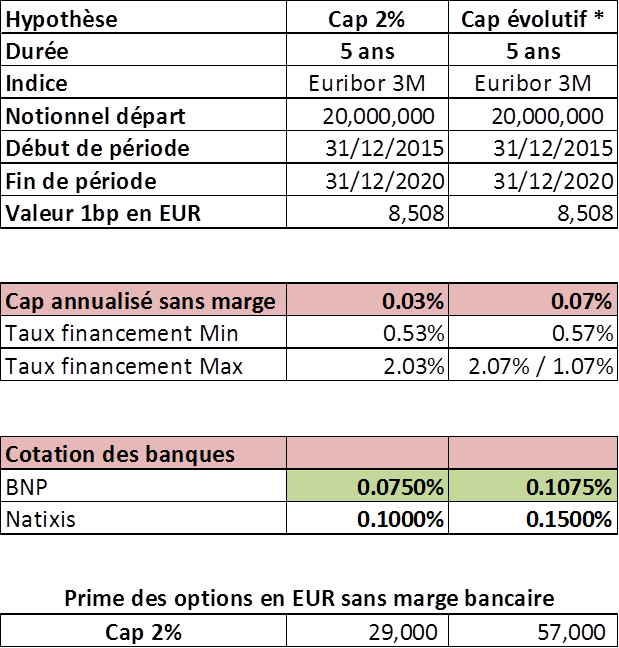 Hypothèse Cap 2% Cap évolutif *
Durée 5 ans 5 ans
Indice Euribor 3M Euribor 3M
Notionnel départ 20,000,000 20,000,000
Début de période 31/12/2015 31/12/2015
Fin de période 31/12/2020 31/12/2020
Valeur 1bp en EUR 8,508 8,508
Cap annualisé sans marge 0.03% 0.07%
Taux financement Min 0.53% 0.57%
Taux financement Max 2.03% 2.07% / 1.07%
Cotation des banques
BNP 0.0750% 0.1075%
Natixis 0.1000% 0.1500%
Prime des options en EUR sans marge bancaire
Cap 2% 29,000 57,000